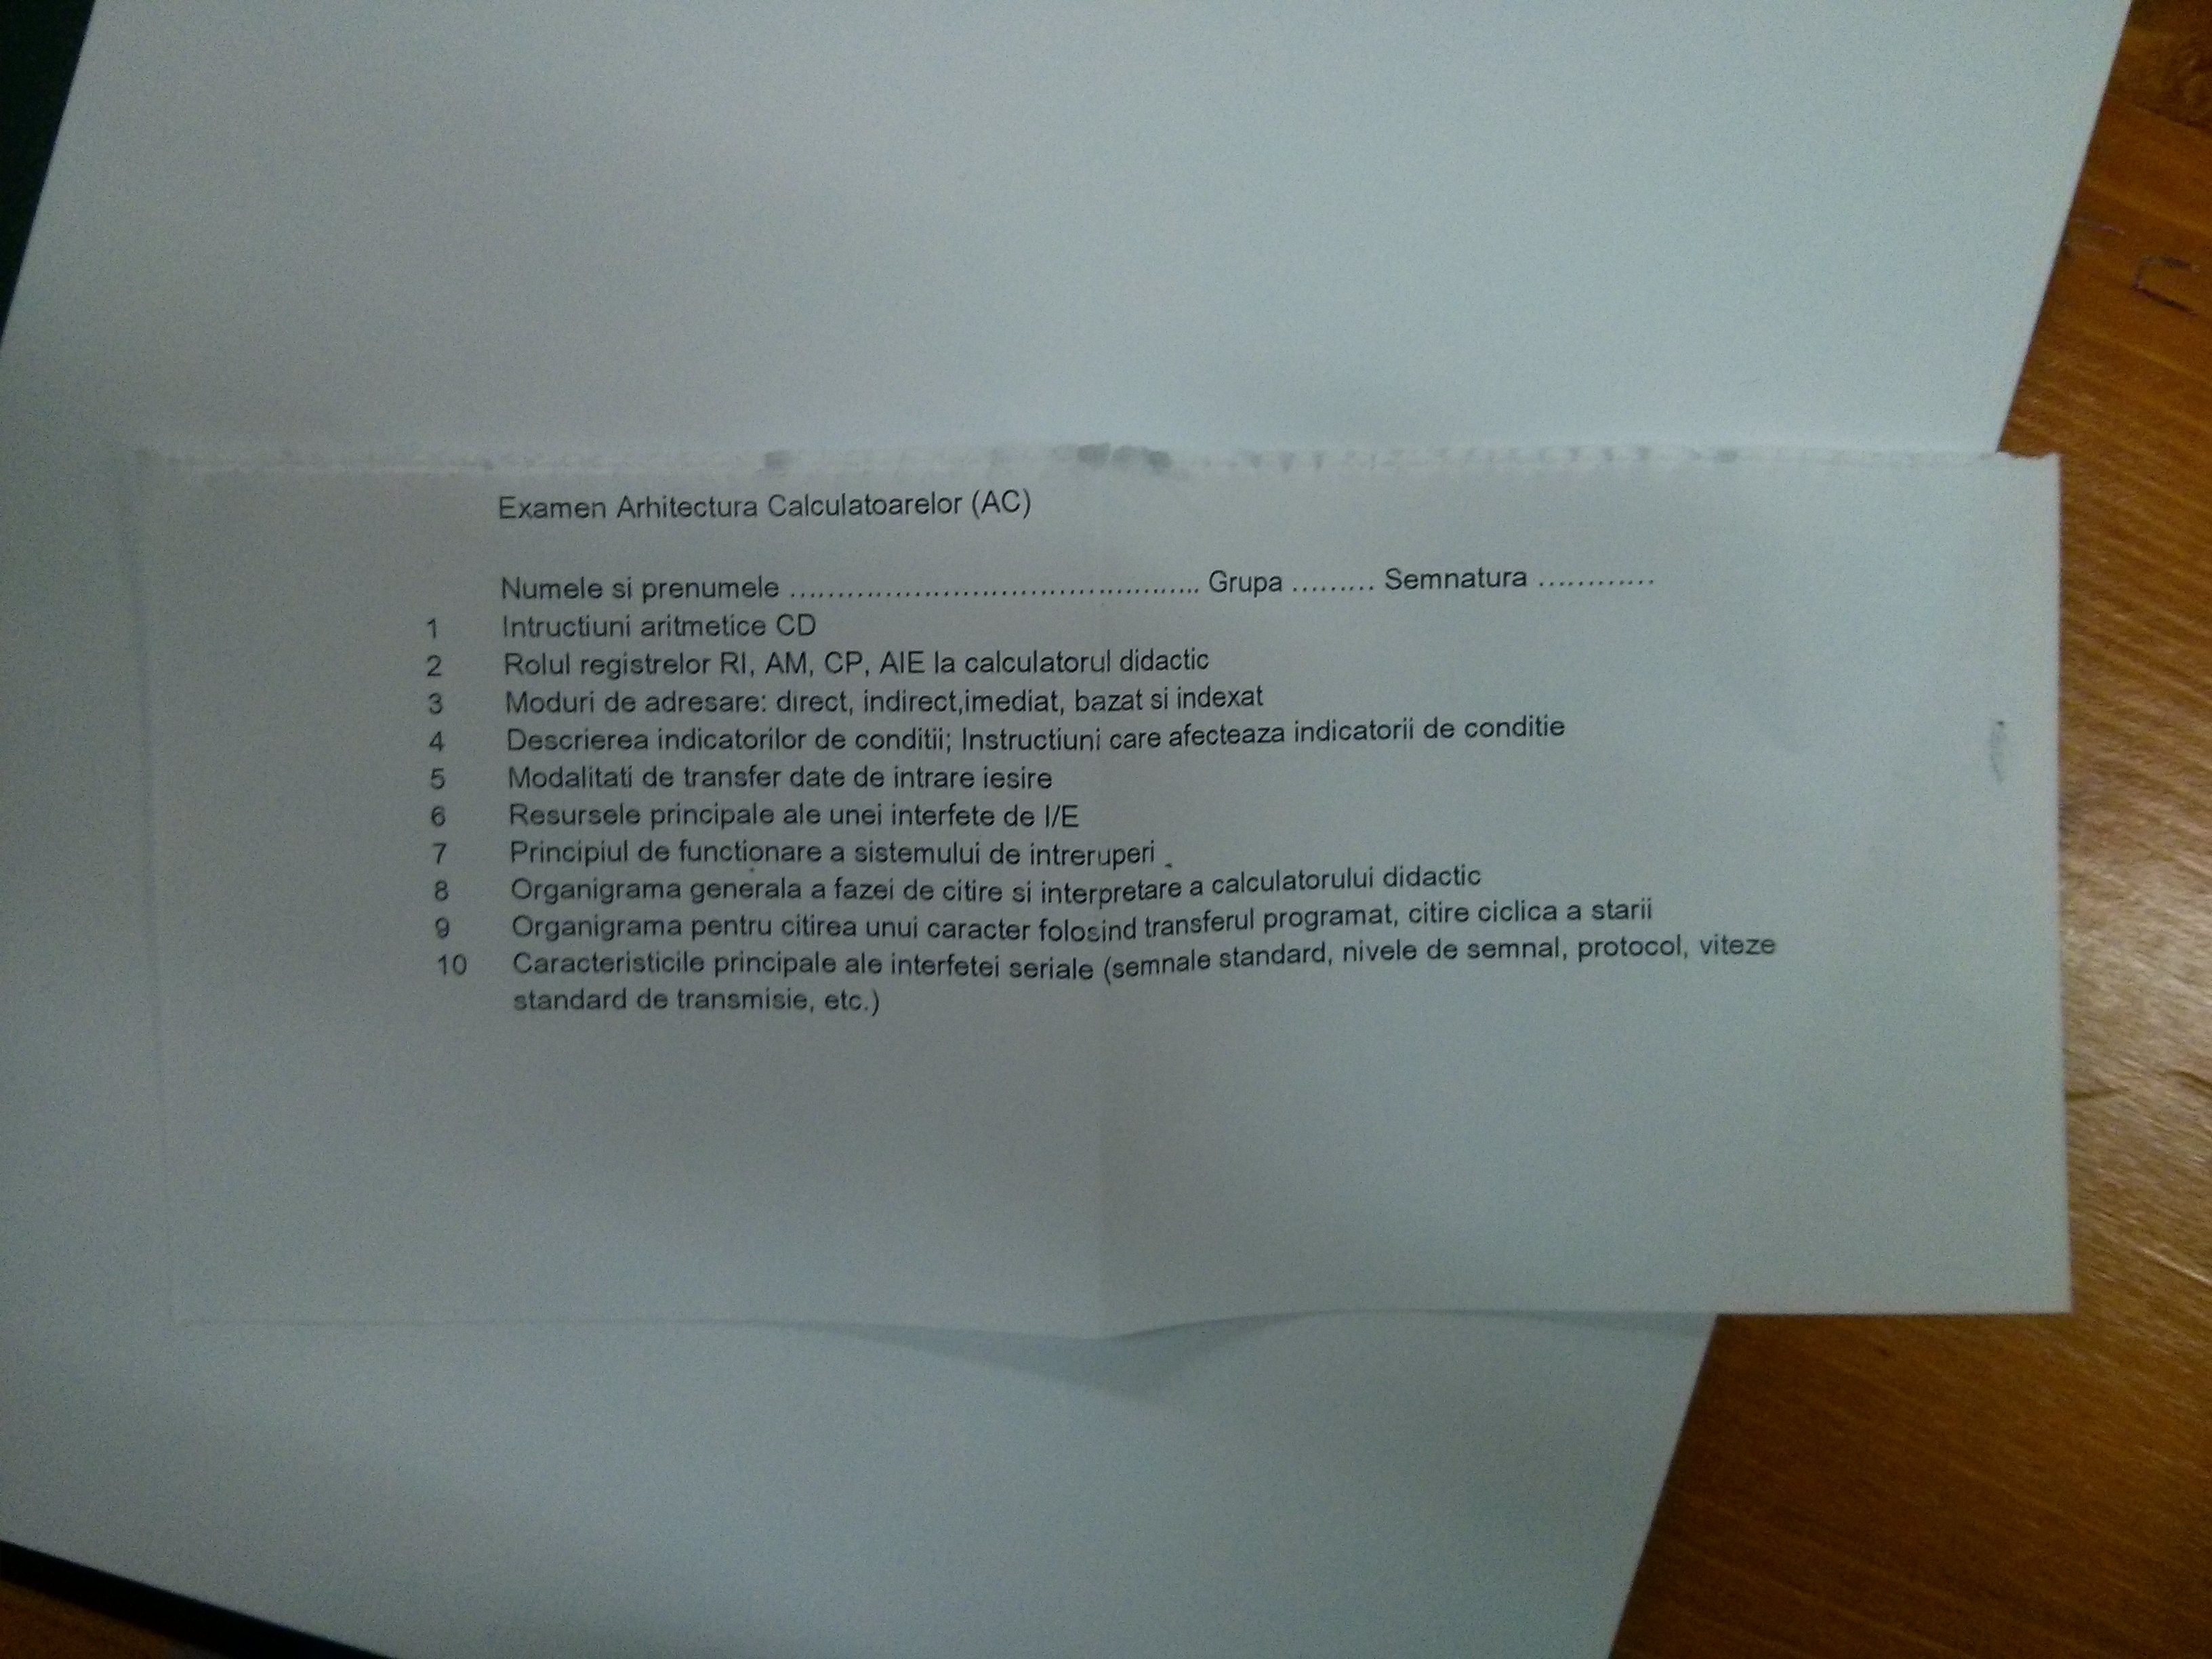 Examen Arhitectura Calculatoarelor (AC)
Numele si prenumele ............................................. Grupa ......... Semnatura .............
1 Intructiuni aritmetice CD
2 Rolul registrelor RI, AM, CP, AIE la calculatorul didactic
3 Moduri de adresare: direct, indirect,imediat, bazat si indexat
4 Descrierea indicatorilor de conditii; Instructiuni care afecteaza indicatorii de conditie
5 Modalitati de transfer date de intrare iesire
6 Resursele principale ale unei interfete de I/E
7 Principiul de functionare a sistemului de intreruperi
8 Organigrama generala a fazei de citire si interpretare a calculatorului didactic
9 Organigrama pentru citirea unui caracter folosind transferul programat, citire ciclica a starii
10 Caracteristicile principale ale interfetei seriale (semnale standard, nivele de semnal, protocol, viteze
standard de transmisie, etc.)